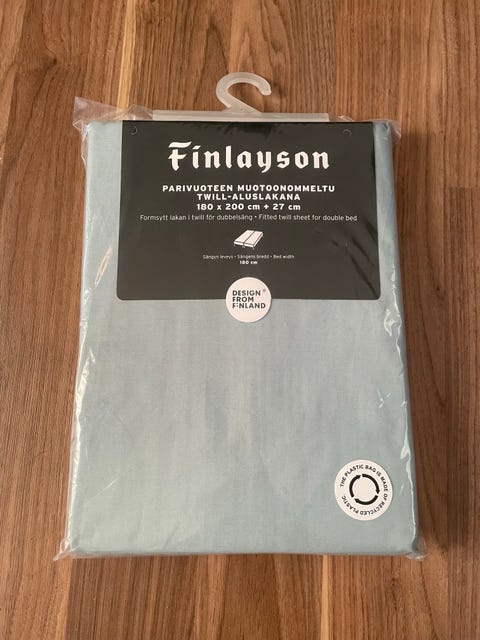 Finlayson
PARIVUOTEEN MUOTOONOMMELTU
TWILL-ALUSLAKANA
180 x 200 cm + 27 cm
Formsytt lakan i twill för dubbelsäng • Fitted twill sheet for double bed
Sängyn leveys • Sängens bredd • Bed width
180 cm
DESIGN
FROM
FINLAND
THE PLASTIC BAG IS MADE OF RECYCLED PLASTIC